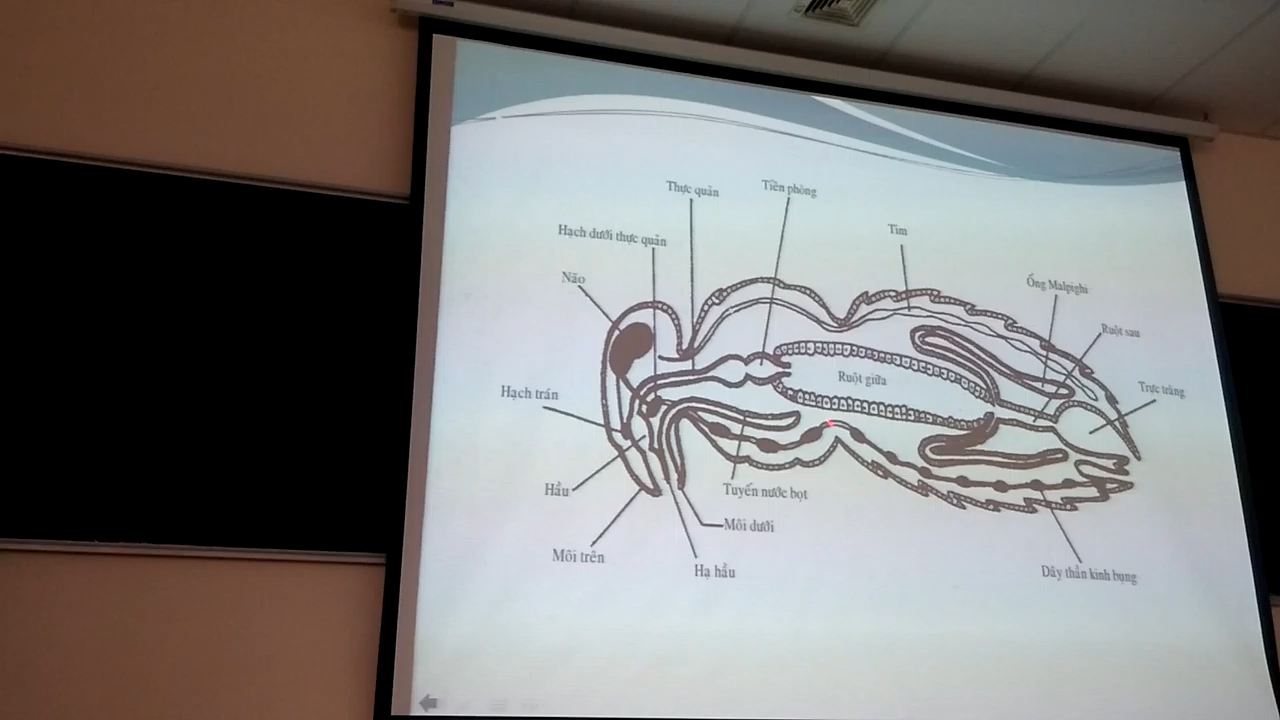 Thực quản
Tiền phòng
Hạch dưới thực quản
Tim
Não
Ống Malpighi
Ruột sau
Ruột giữa
Trực tràng
Hạch trán
Hầu
Tuyến nước bọt
Môi dưới
Môi trên
Hạ hầu
Dây thần kinh bụng